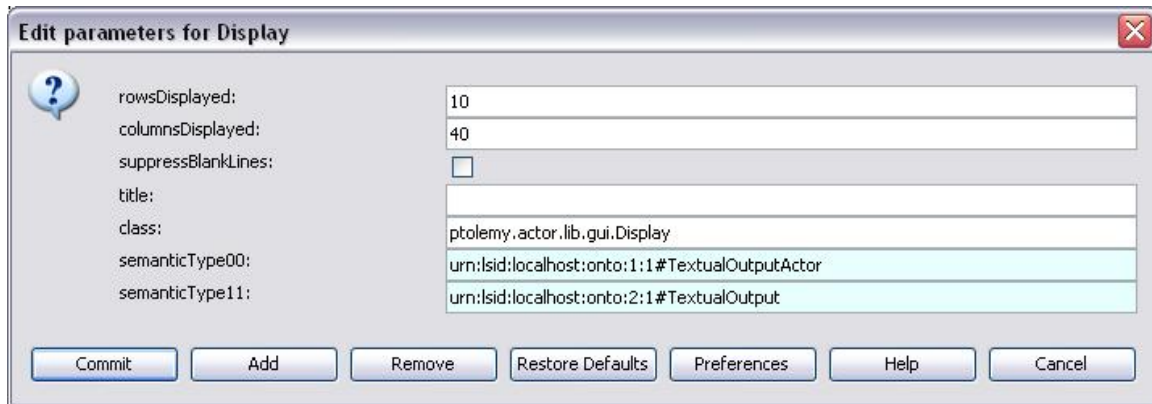 Edit parameters for Display
rowsDisplayed: 10
columnsDisplayed: 40
suppressBlankLines:
title:
class: ptolemy.actor.lib.gui.Display
semanticType00: urn:lsid:localhost:onto:1:1#TextualOutputActor
semanticType11: urn:lsid:localhost:onto:2:1#TextualOutput
Commit Add Remove Restore Defaults Preferences Help Cancel